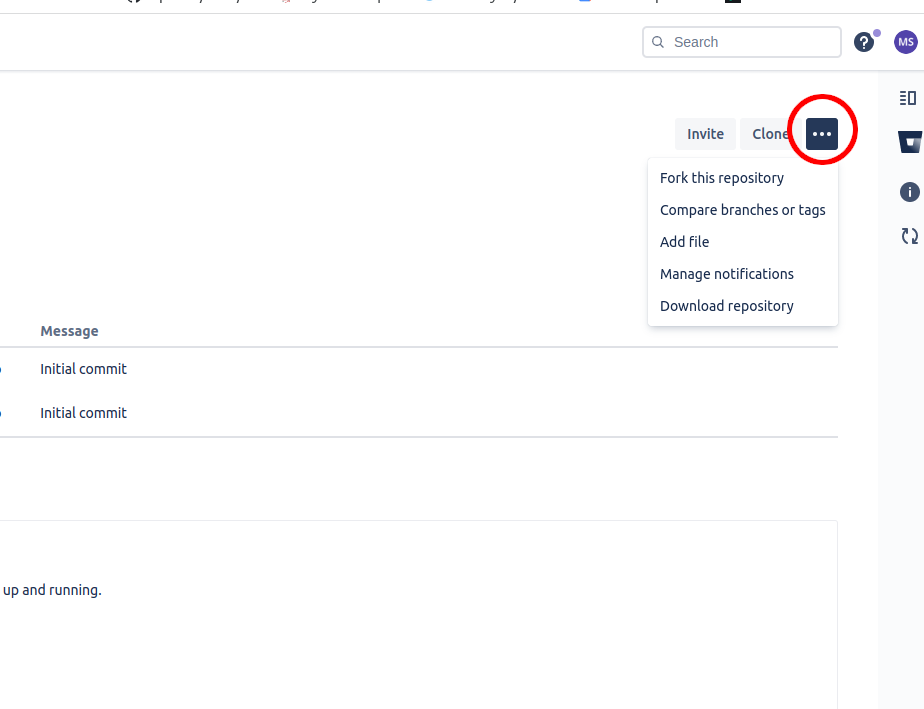 Search
?
MS
Invite
Clone
Fork this repository
Compare branches or tags
Add file
Manage notifications
Download repository
Message
Initial commit
Initial commit
up and running.